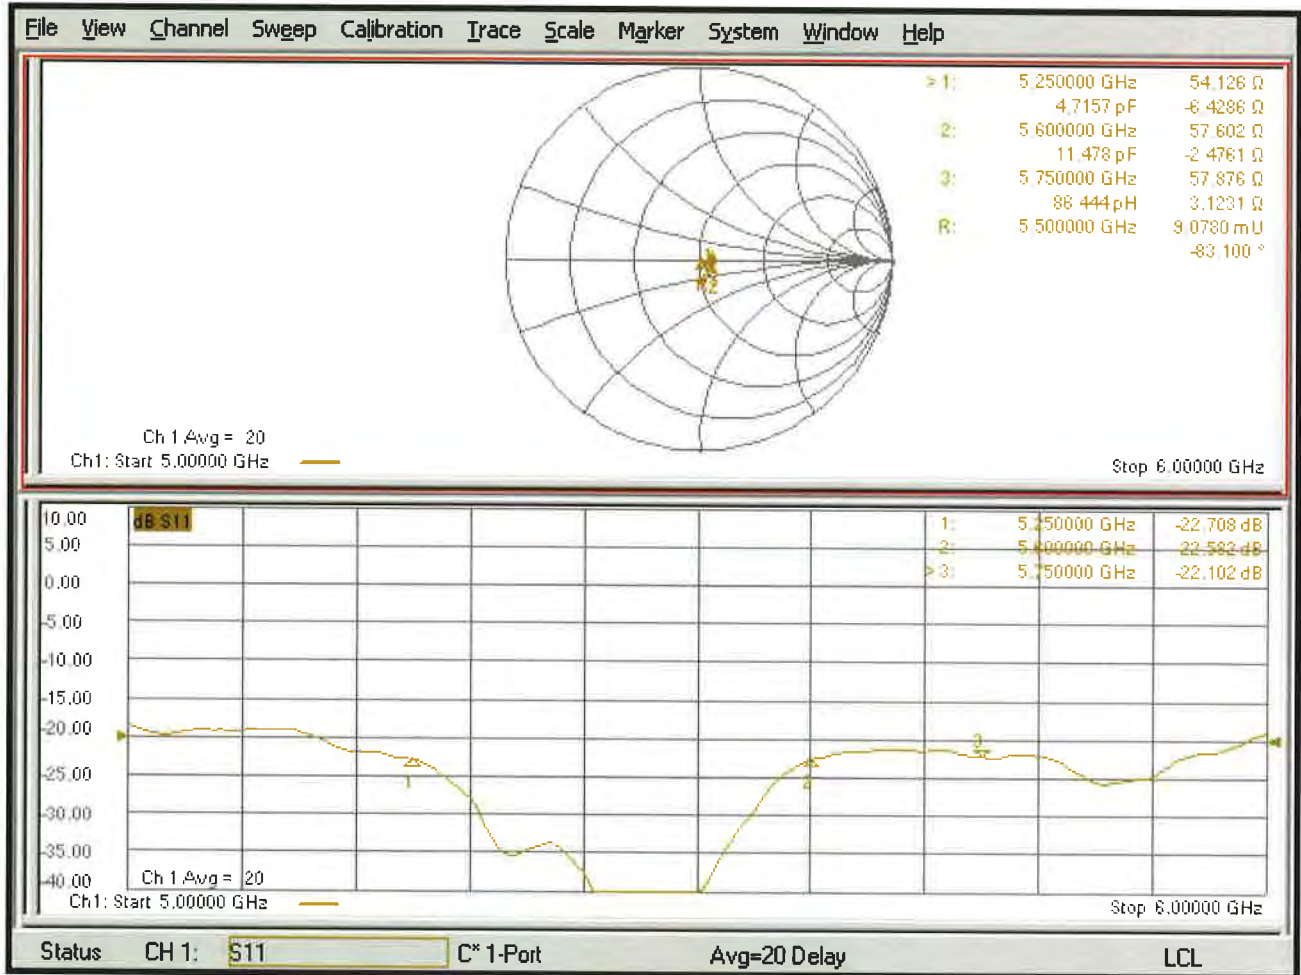 File View Channel Sweep Calibration Trace Scale Marker System Window Help
> 1: 5.250000 GHz 54.126 Ω
4.7157 pF -6.4286 Ω
2: 5.600000 GHz 57.602 Ω
11.478 pF -2.4761 Ω
3: 5.750000 GHz 57.876 Ω
86.444 pH 3.1231 Ω
R: 5.500000 GHz 9.0780 mU
-83.100 °
Ch 1 Avg = 20
Ch1: Start 5.00000 GHz
Stop 6.00000 GHz
10.00
dB S11
1: 5.250000 GHz -22.708 dB
5.00
2: 5.600000 GHz -22.582 dB
> 3: 5.750000 GHz -22.102 dB
0.00
-5.00
-10.00
-15.00
-20.00
3
1
2
-25.00
-30.00
-35.00
-40.00
Ch 1 Avg = 20
Ch1: Start 5.00000 GHz
Stop 6.00000 GHz
Status CH 1: S11 C* 1-Port Avg=20 Delay LCL